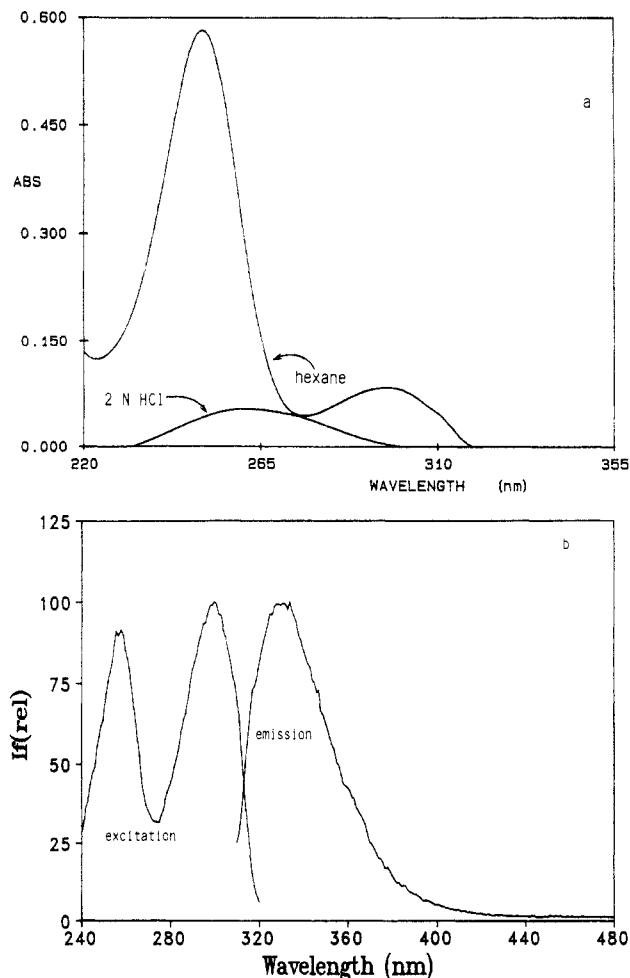 0.600
a
0.450
ABS
0.300
0.150
hexane
2 N HCl
0.000
220 265 310 355
WAVELENGTH (nm)
125
b
100
75
If(rel)
emission
50
excitation
25
0
240 280 320 360 400 440 480
Wavelength (nm)